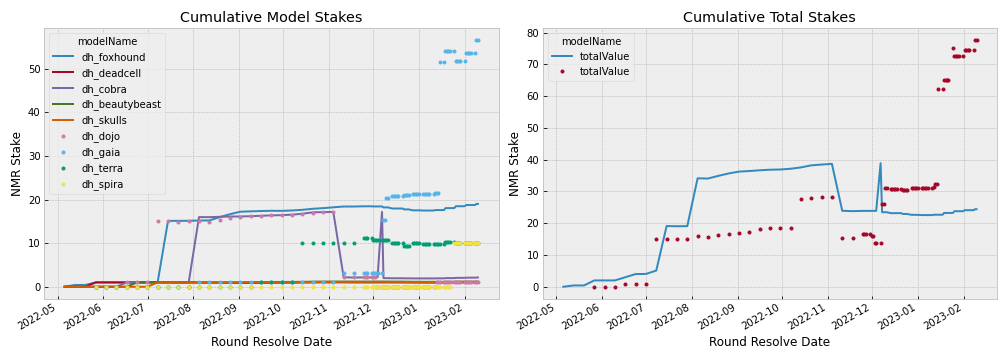 Cumulative Model Stakes
NMR Stake
50
40
30
20
10
0
modelName
dh_foxhound
dh_deadcell
dh_cobra
dh_beautybeast
dh_skulls
dh_dojo
dh_gaia
dh_terra
dh_spira
2022-05
2022-06
2022-07
2022-08
2022-09
2022-10
2022-11
2022-12
2023-01
2023-02
Round Resolve Date
Cumulative Total Stakes
NMR Stake
80
70
60
50
40
30
20
10
0
modelName
totalValue
totalValue
2022-05
2022-06
2022-07
2022-08
2022-09
2022-10
2022-11
2022-12
2023-01
2023-02
Round Resolve Date